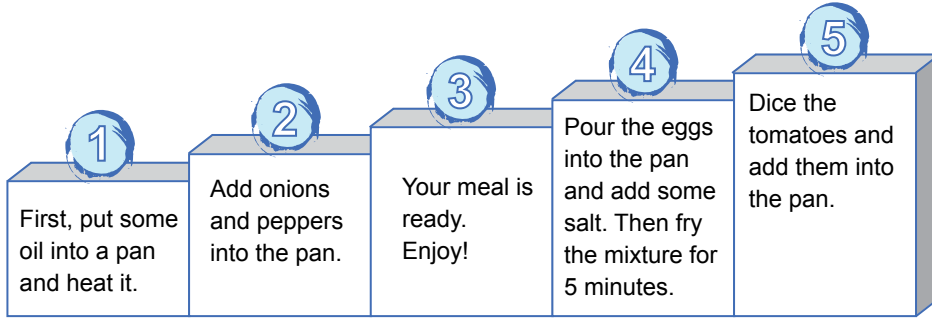 1
First, put some
oil into a pan
and heat it.
2
Add onions
and peppers
into the pan.
3
Your meal is
ready.
Enjoy!
4
Pour the eggs
into the pan
and add some
salt. Then fry
the mixture for
5 minutes.
5
Dice the
tomatoes and
add them into
the pan.